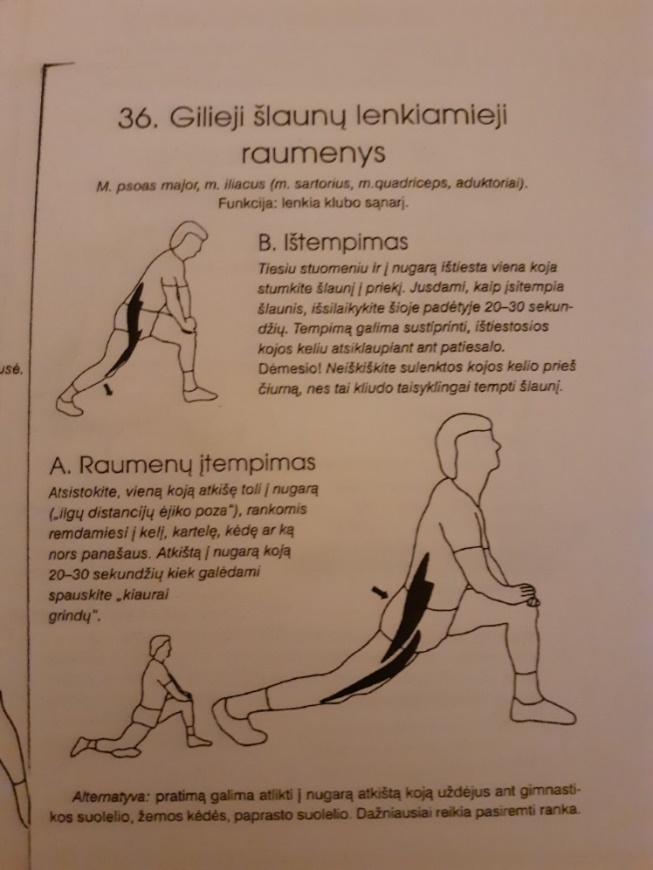 36. Gilieji šlaunų lenkiamieji
raumenys
M. psoas major, m. iliacus (m. sartorius, m.quadriceps, aduktoriai).
Funkcija: lenkia klubo sąnarį.
B. Ištempimas
Tiesiu stuomeniu ir į nugarą ištiesta viena koja
stumkite šlaunį į priekį. Jusdami, kaip įsitempia
šlaunis, išsilaikykite šioje padėtyje 20–30 sekun-
džių. Tempimą galima sustiprinti, ištiestosios
kojos keliu atsiklaupiant ant patiesalo.
Dėmesio! Neiškiškite sulenktos kojos kelio prieš
čiurną, nes tai kliudo taisyklingai tempti šlaunį.
usė.
A. Raumenų įtempimas
Atsistokite, vieną koją atkišę toli į nugarą
(„ilgų distancijų ėjiko poza"), rankomis
remdamiesi į kelį, kartelę, kėdę ar ką
nors panašaus. Atkištą į nugarą koją
20–30 sekundžių kiek galėdami
spauskite „kiaurai
grindų".
Alternatyva: pratimą galima atlikti į nugarą atkištą koją uždėjus ant gimnasti-
kos suolelio, žemos kėdės, paprasto suolelio. Dažniausiai reikia pasiremti ranka.